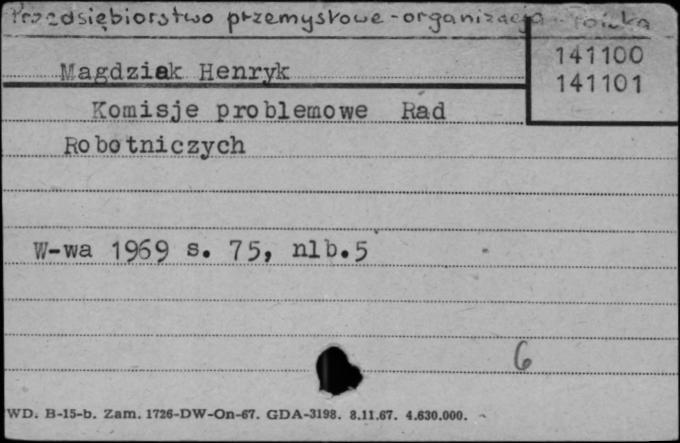 Przedsiębiorstwo przemysłowe - organizacja
141100
Magdziak Henryk
141101
Komisje problemowe Rad
Robotniczych
W-wa 1969 s. 75, nlb.5
6
WD. B-15-b. Zam. 1726-DW-On-67. GDA-3198. 8.11.67. 4.630.000.